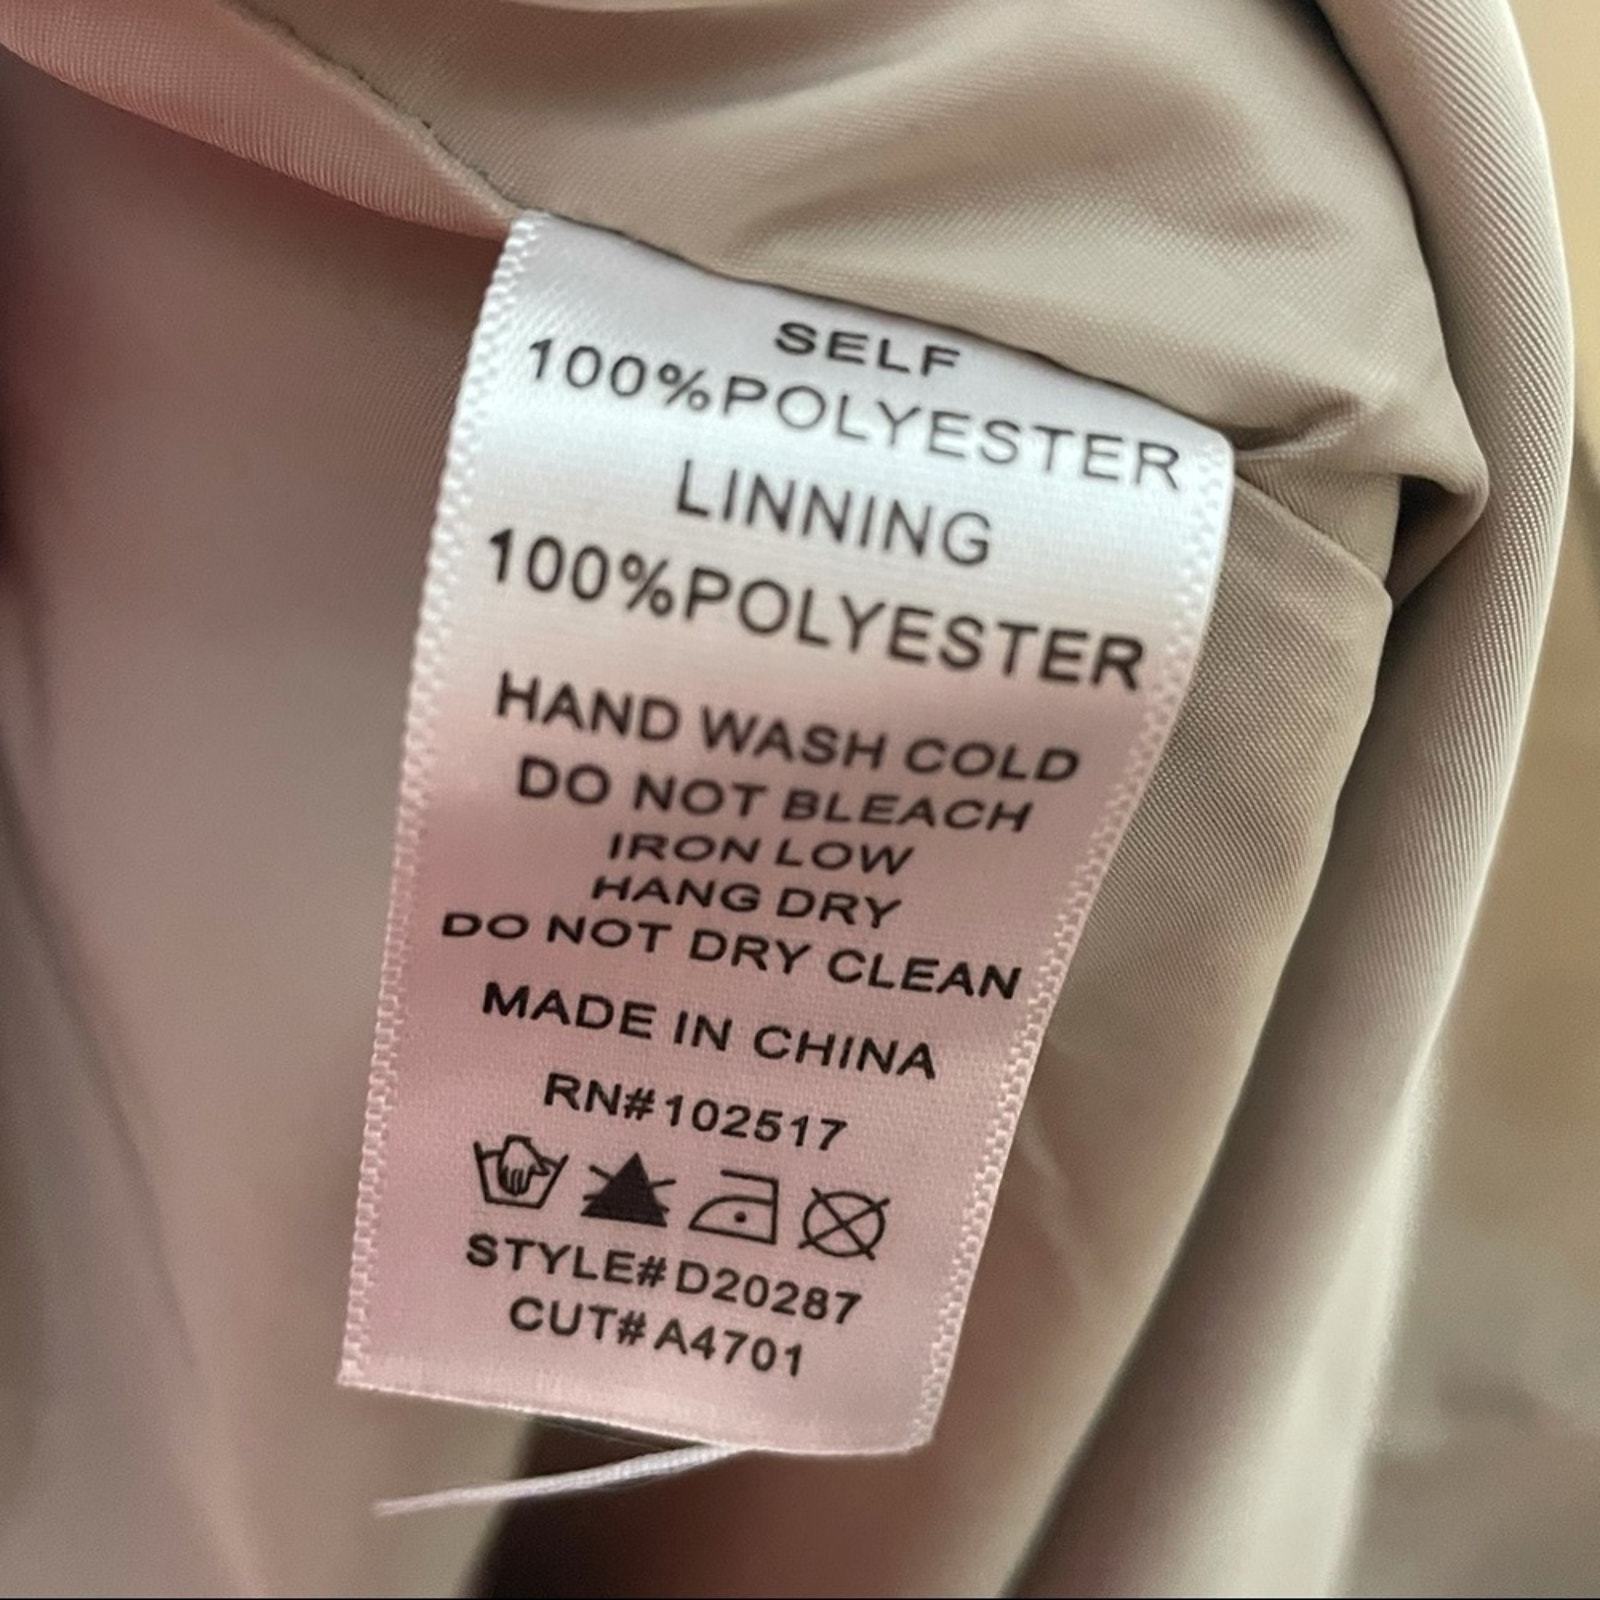 SELF
100%POLYESTER
LINNING
100%POLYESTER
HAND WASH COLD
DO NOT BLEACH
IRON LOW
HANG DRY
DO NOT DRY CLEAN
MADE IN CHINA
RN#102517
STYLE#D20287
CUT#A4701